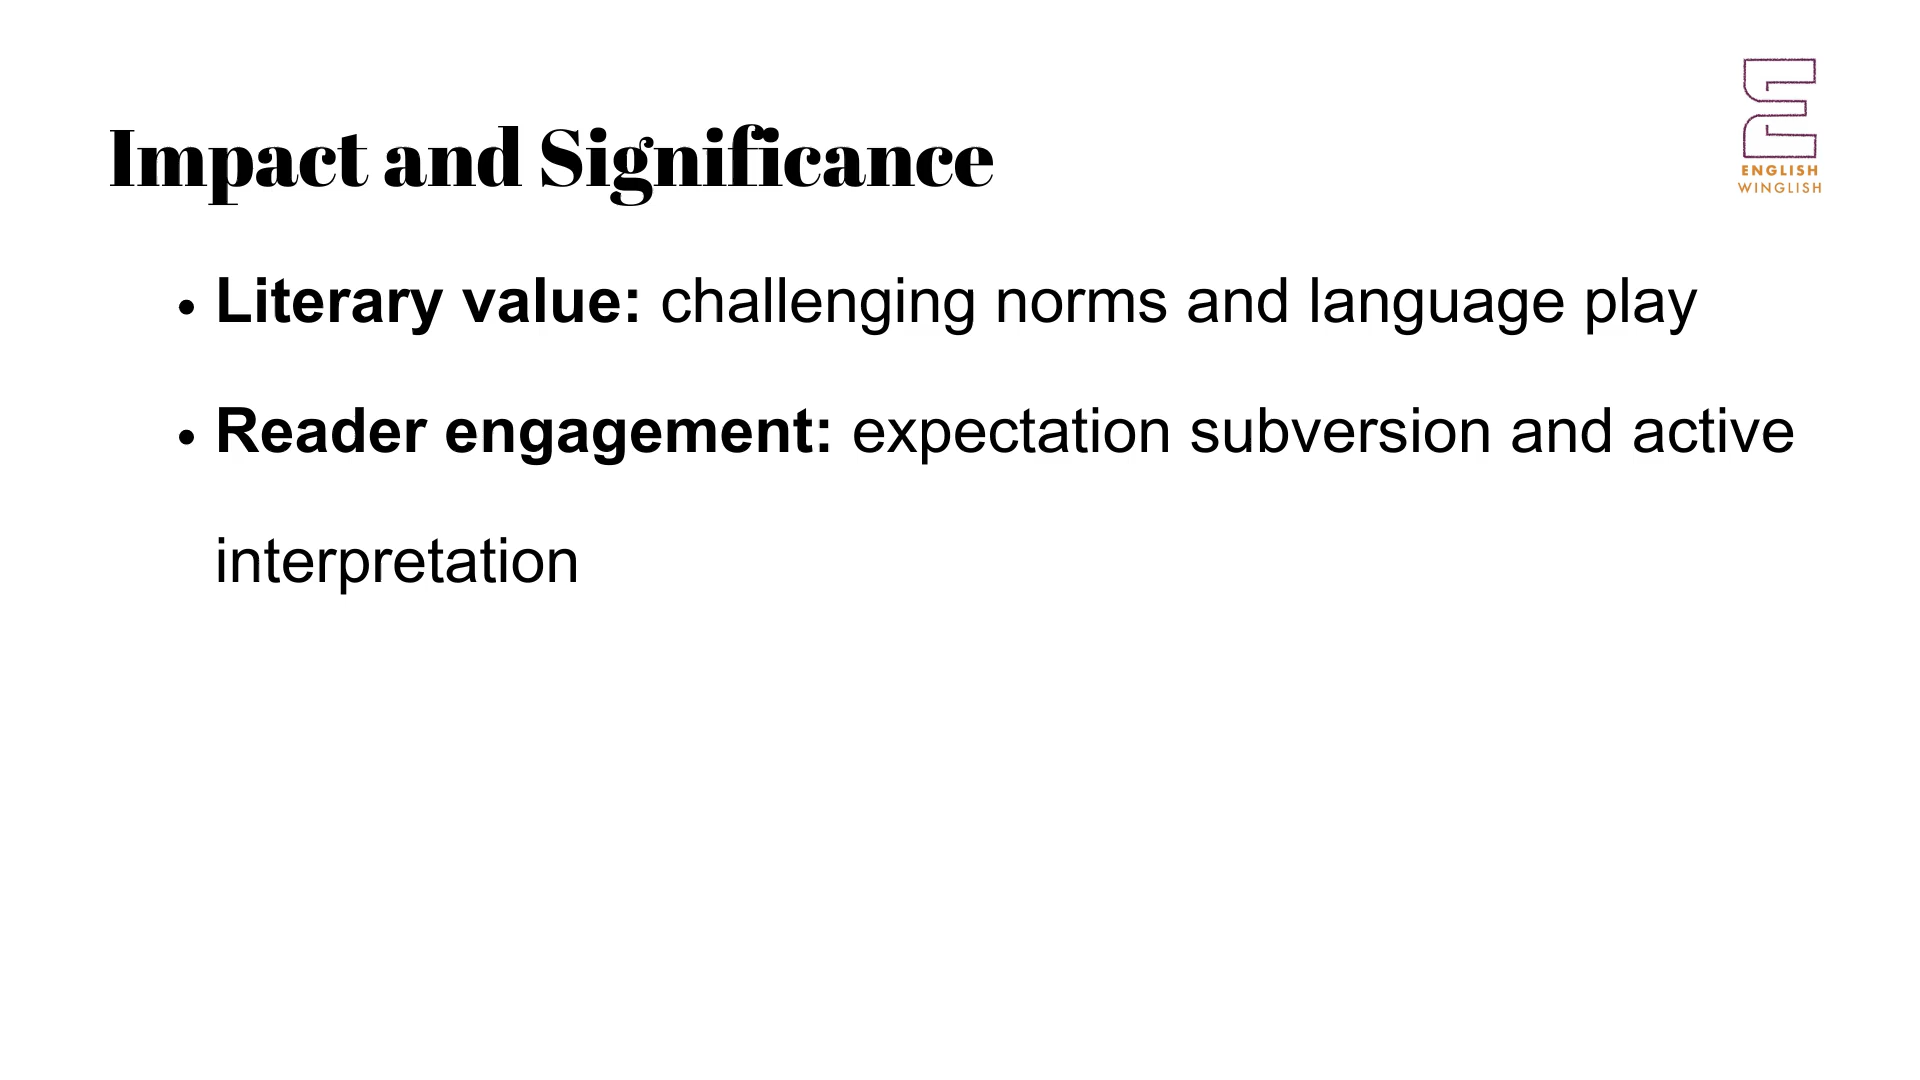 Impact and Significance
ENGLISH
WINGLISH
• Literary value: challenging norms and language play
• Reader engagement: expectation subversion and active
interpretation